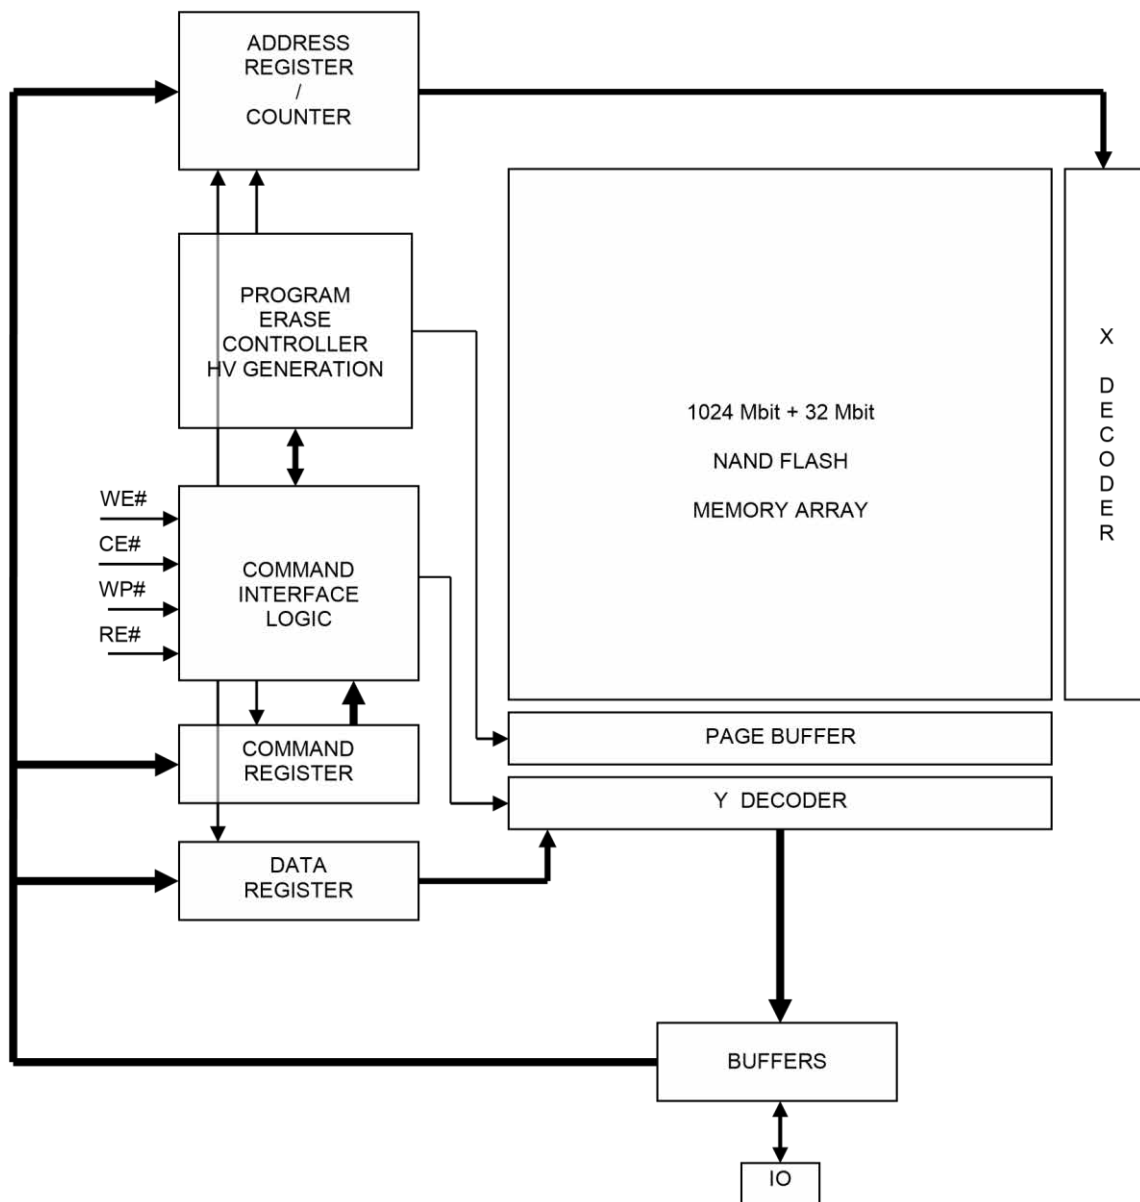 ADDRESS
REGISTER
/
COUNTER
PROGRAM
ERASE
CONTROLLER
HV GENERATION
X
D
E
C
O
D
E
R
1024 Mbit + 32 Mbit
NAND FLASH
MEMORY ARRAY
WE#
CE#
WP#
RE#
COMMAND
INTERFACE
LOGIC
COMMAND
REGISTER
PAGE BUFFER
Y DECODER
DATA
REGISTER
BUFFERS
IO